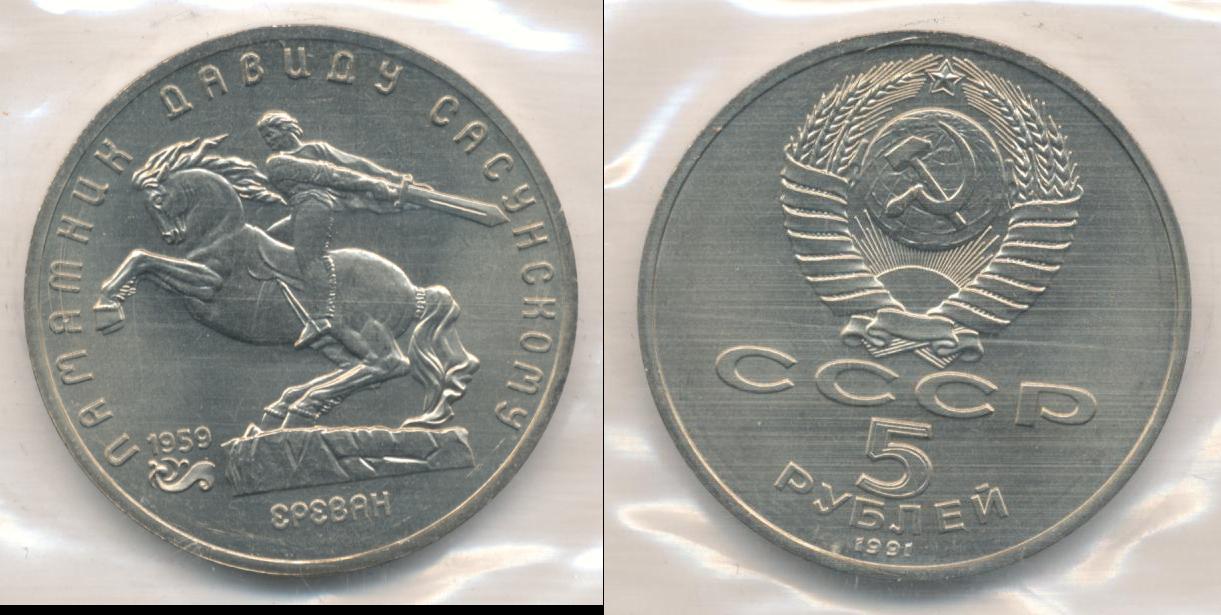 ПАМЯТНИК ДАВИДУ САСУНСКОМУ
1959
ЕРЕВАН
СССР
5
РУБЛЕЙ
1991